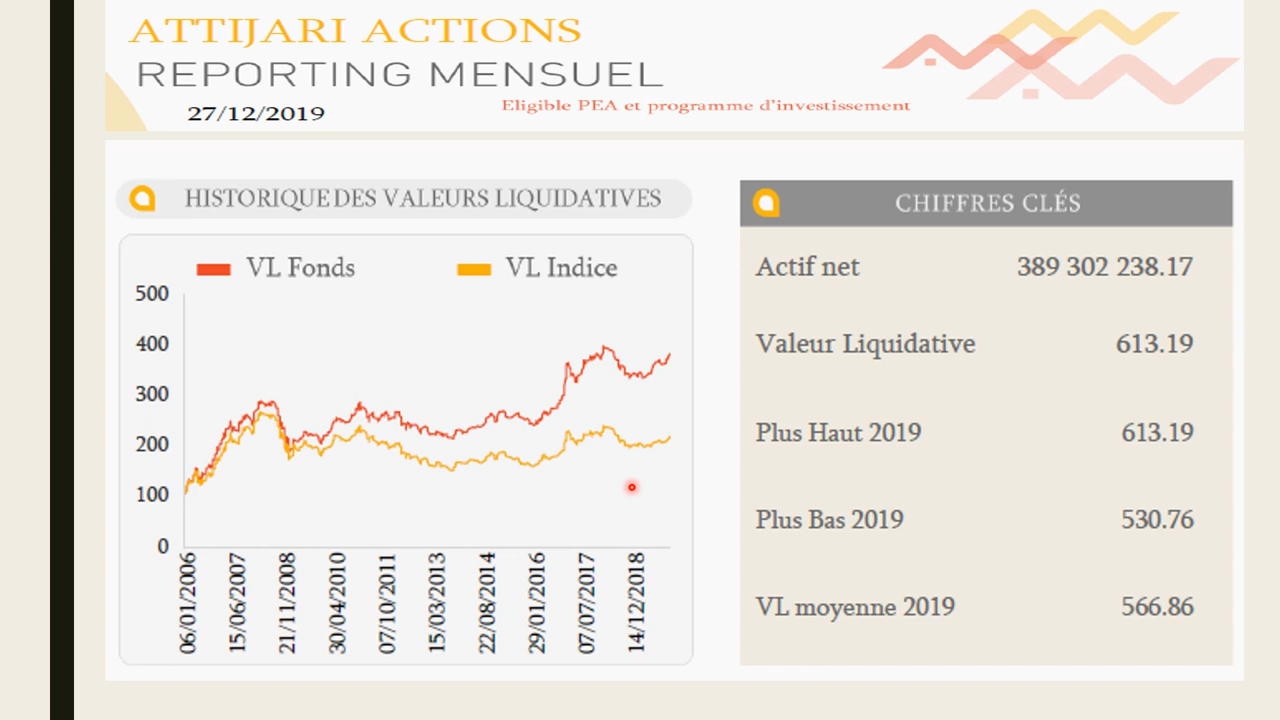 ATTIJARI ACTIONS
REPORTING MENSUEL
27/12/2019
Eligible PEA et programme d'investissement
HISTORIQUE DES VALEURS LIQUIDATIVES
VL Fonds
VL Indice
500
400
300
200
100
0
06/01/2006
15/06/2007
21/11/2008
30/04/2010
07/10/2011
15/03/2013
22/08/2014
29/01/2016
07/07/2017
14/12/2018
CHIFFRES CLÉS
Actif net 389 302 238.17
Valeur Liquidative 613.19
Plus Haut 2019 613.19
Plus Bas 2019 530.76
VL moyenne 2019 566.86